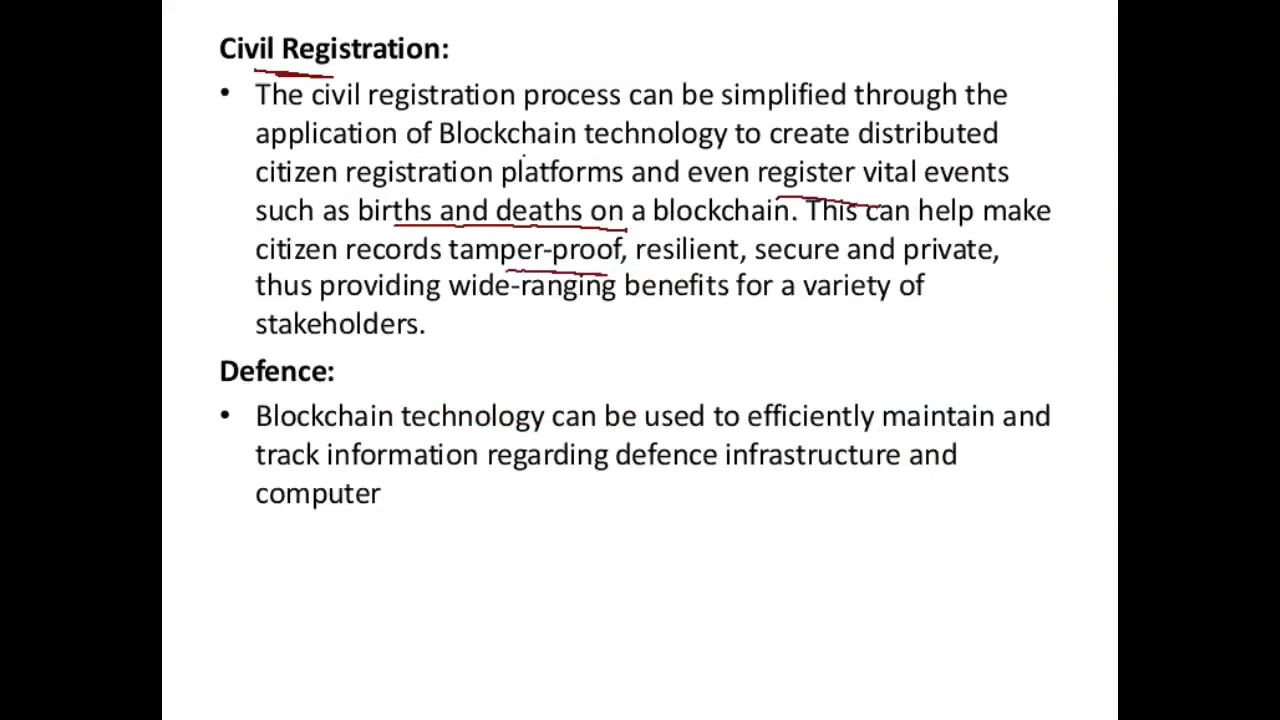 Civil Registration:
• The civil registration process can be simplified through the
application of Blockchain technology to create distributed
citizen registration platforms and even register vital events
such as births and deaths on a blockchain. This can help make
citizen records tamper-proof, resilient, secure and private,
thus providing wide-ranging benefits for a variety of
stakeholders.
Defence:
• Blockchain technology can be used to efficiently maintain and
track information regarding defence infrastructure and
computer